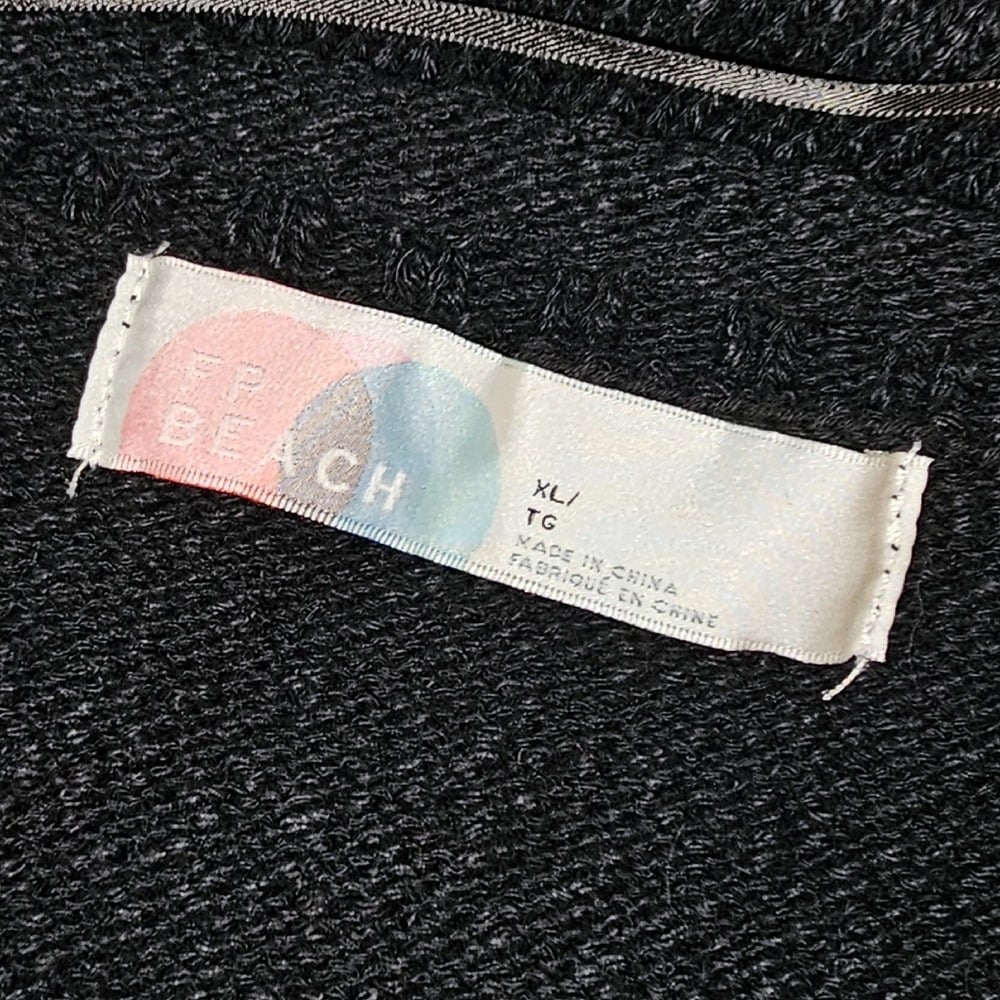 FP
BEACH
XL/
TG
MADE IN CHINA
FABRIQUÉ EN CHINE